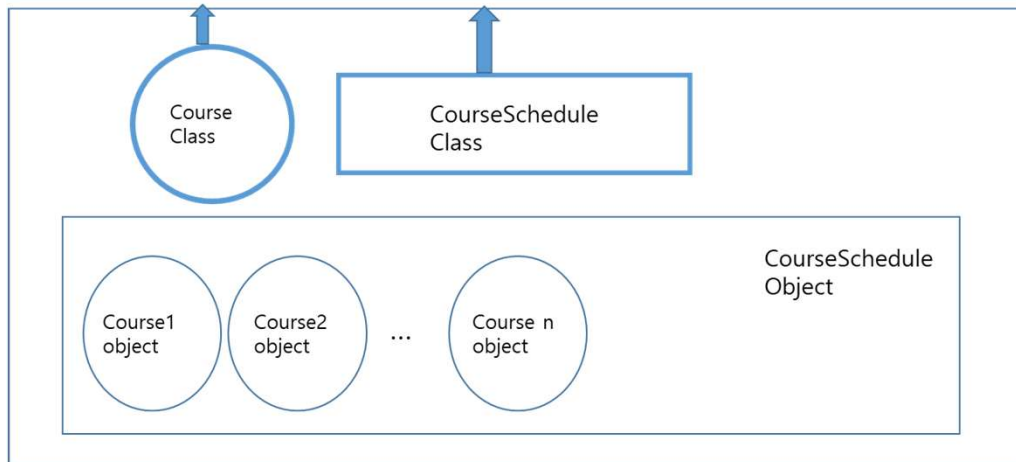 Course
Class
CourseSchedule
Class
CourseSchedule
Object
Course1
object
Course2
object
...
Course n
object